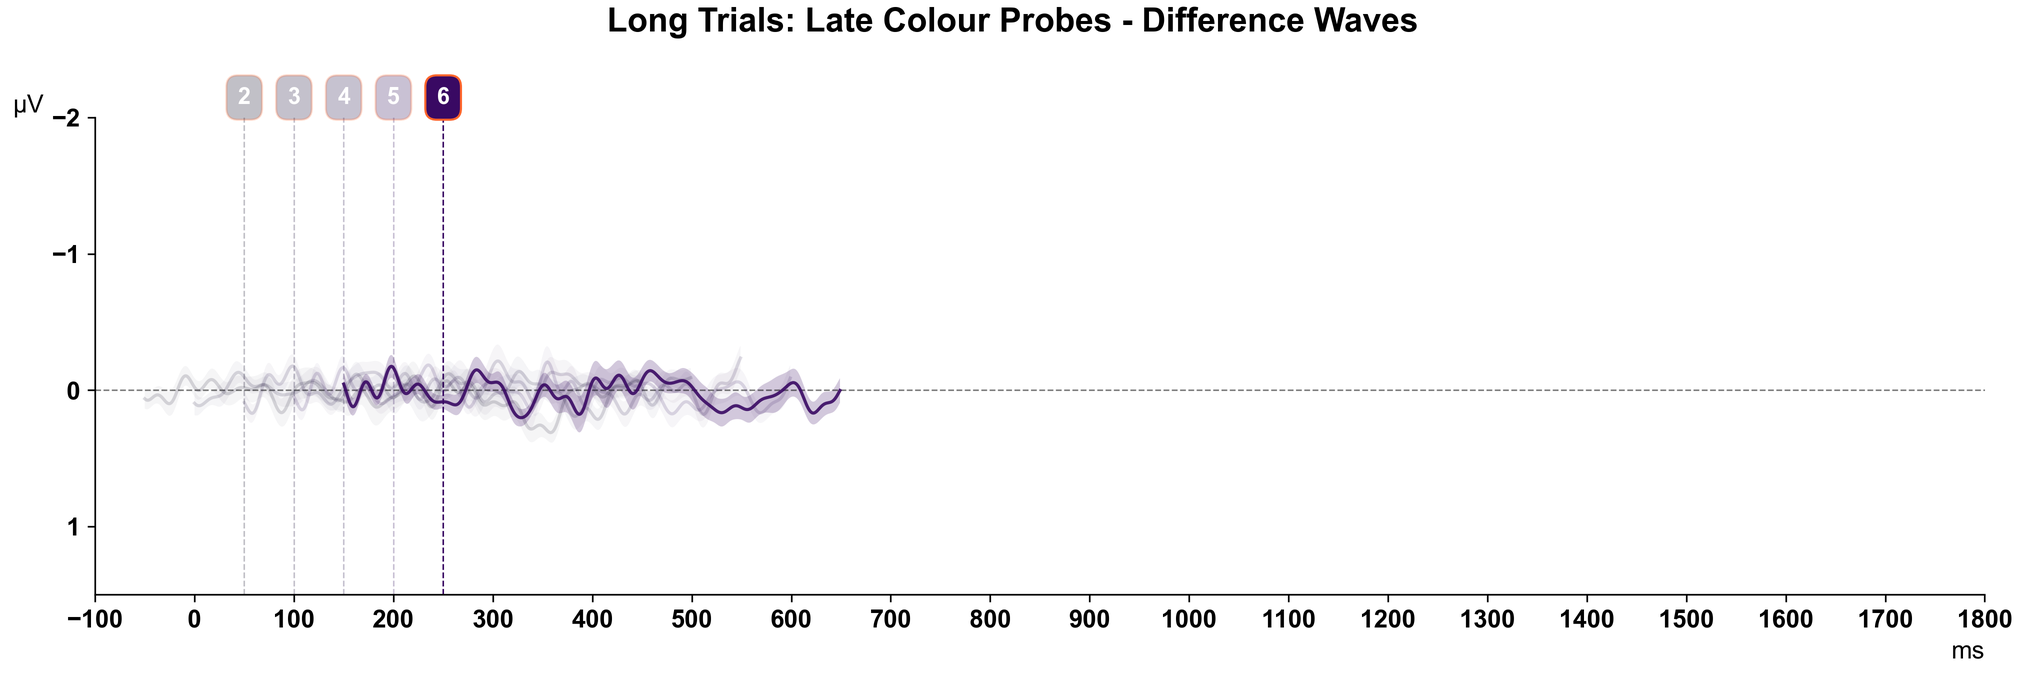 Long Trials: Late Colour Probes - Difference Waves
2 3 4 5 6
µV
−2
−1
0
1
−100 0 100 200 300 400 500 600 700 800 900 1000 1100 1200 1300 1400 1500 1600 1700 1800
ms